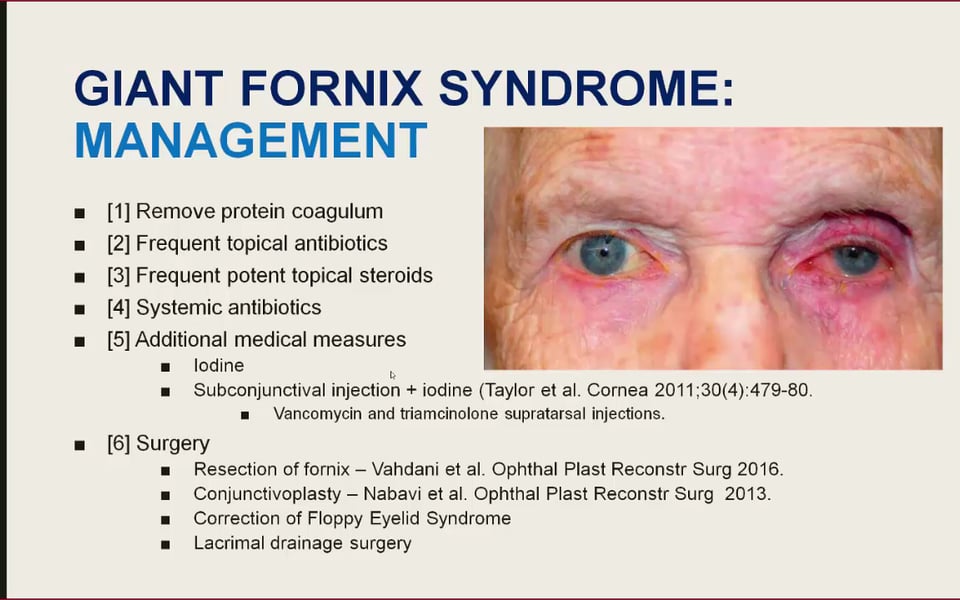 GIANT FORNIX SYNDROME:
MANAGEMENT
■ [1] Remove protein coagulum
■ [2] Frequent topical antibiotics
■ [3] Frequent potent topical steroids
■ [4] Systemic antibiotics
■ [5] Additional medical measures
■ Iodine
■ Subconjunctival injection + iodine (Taylor et al. Cornea 2011;30(4):479-80.
■ Vancomycin and triamcinolone supratarsal injections.
■ [6] Surgery
■ Resection of fornix – Vahdani et al. Ophthal Plast Reconstr Surg 2016.
■ Conjunctivoplasty – Nabavi et al. Ophthal Plast Reconstr Surg 2013.
■ Correction of Floppy Eyelid Syndrome
■ Lacrimal drainage surgery